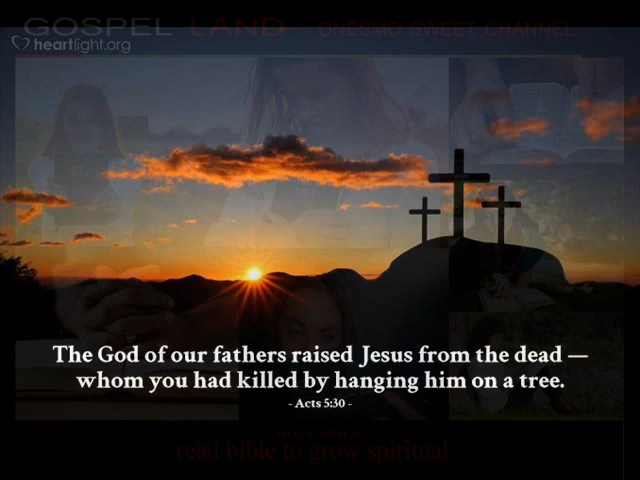 GOSPEL LAND ONESMO SWEET CHANNEL
heartlight.org
The God of our fathers raised Jesus from the dead —
whom you had killed by hanging him on a tree.
- Acts 5:30 -
read bible to grow spiritual